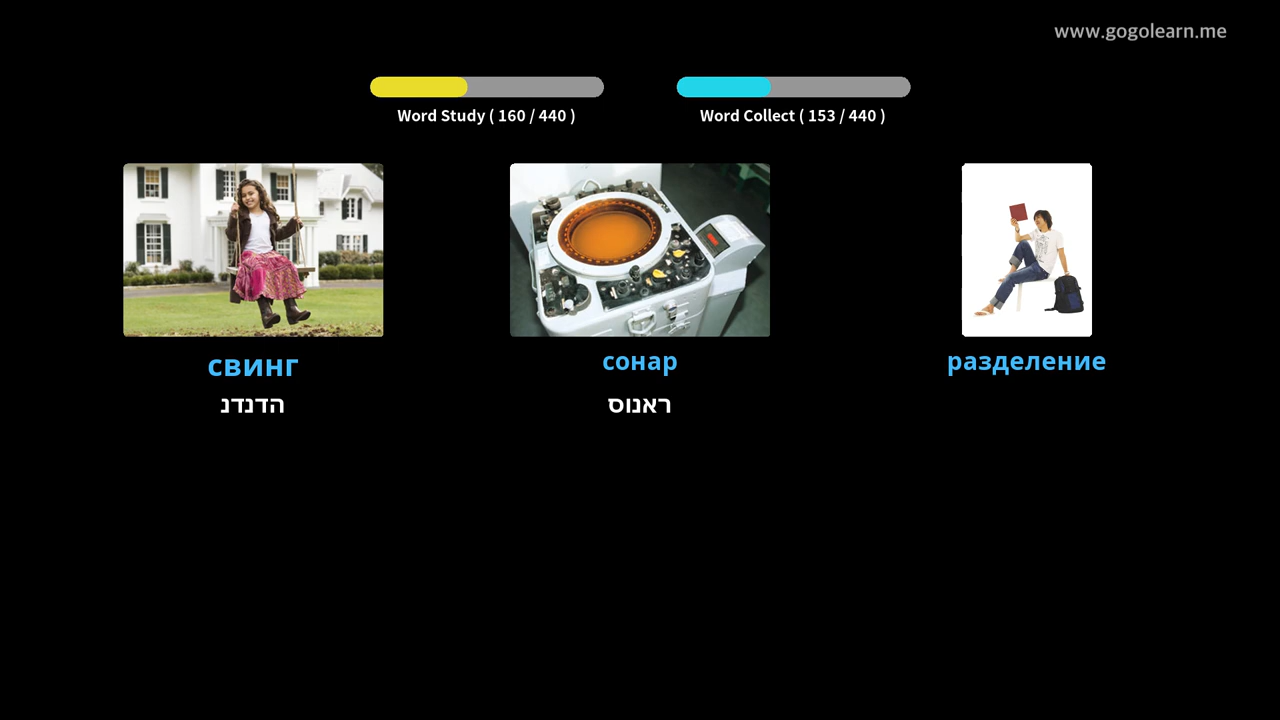 www.gogolearn.me
Word Study ( 160 / 440 )
Word Collect ( 153 / 440 )
свинг
сонар
разделение
הדנדנ
ראנוס